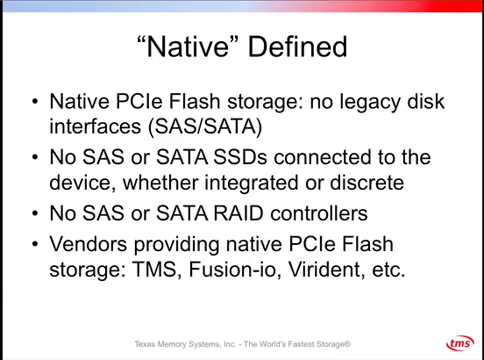 “Native” Defined
• Native PCIe Flash storage: no legacy disk
interfaces (SAS/SATA)
• No SAS or SATA SSDs connected to the
device, whether integrated or discrete
• No SAS or SATA RAID controllers
• Vendors providing native PCIe Flash
storage: TMS, Fusion-io, Virident, etc.
Texas Memory Systems, Inc. - The World's Fastest Storage®
tms